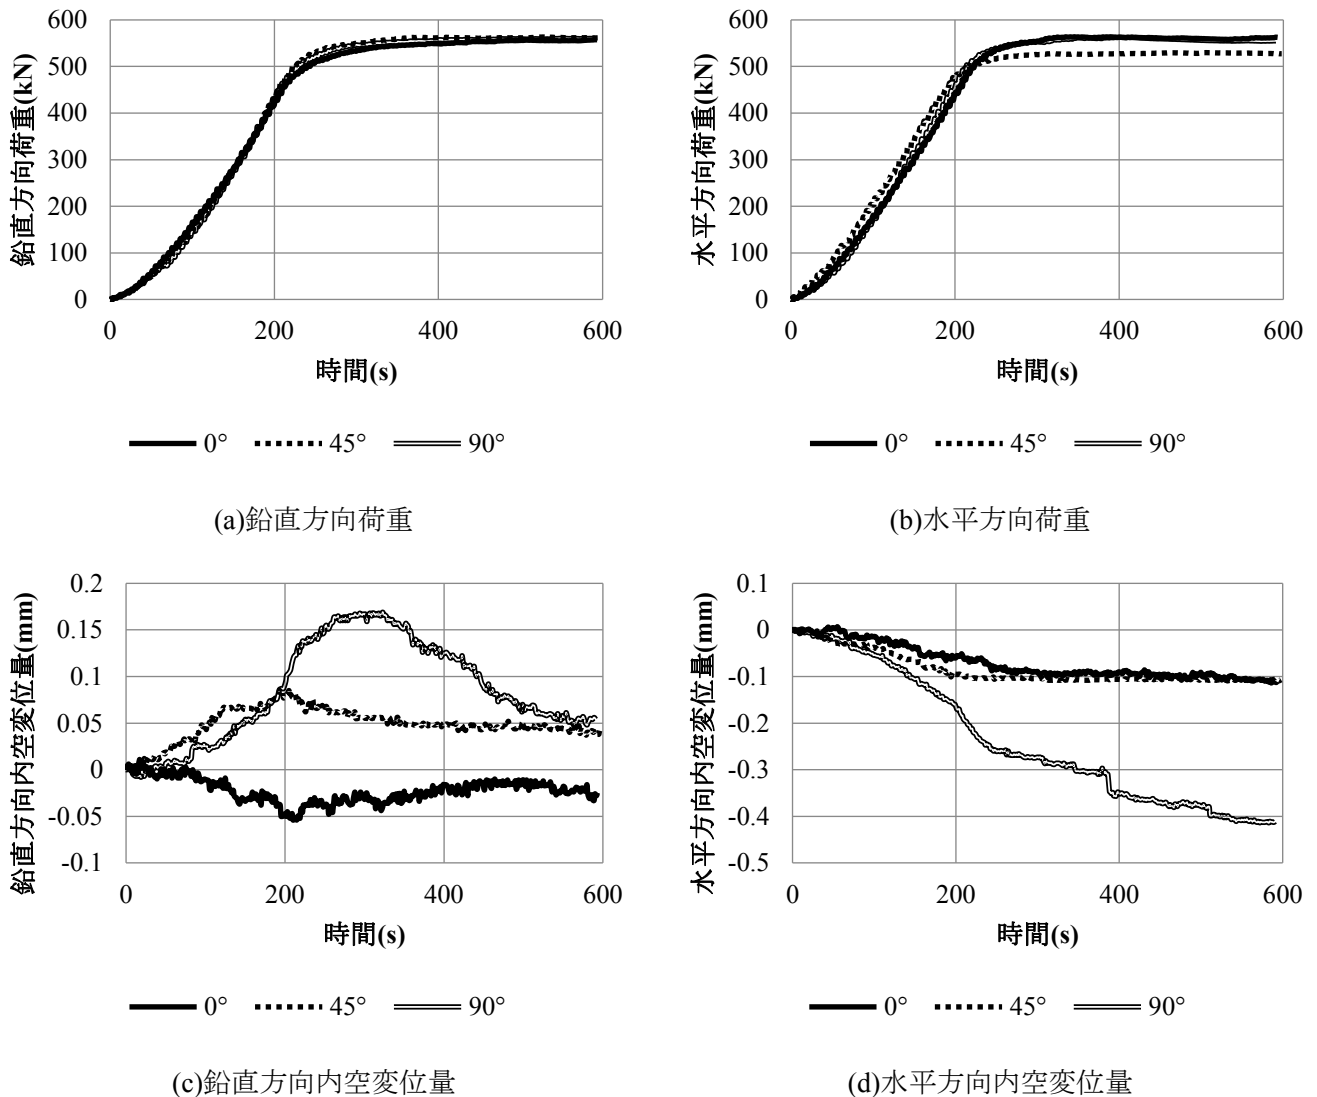 600
500
400
300
200
100
0
鉛直方向荷重(kN)
0 200 400 600
時間(s)
0° 45° 90°
(a)鉛直方向荷重
600
500
400
300
200
100
0
水平方向荷重(kN)
0 200 400 600
時間(s)
0° 45° 90°
(b)水平方向荷重
0.2
0.15
0.1
0.05
0
-0.05
-0.1
鉛直方向内空変位量(mm)
0 200 400 600
時間(s)
0° 45° 90°
(c)鉛直方向内空変位量
0.1
0
-0.1
-0.2
-0.3
-0.4
-0.5
水平方向内空変位量(mm)
0 200 400 600
時間(s)
0° 45° 90°
(d)水平方向内空変位量